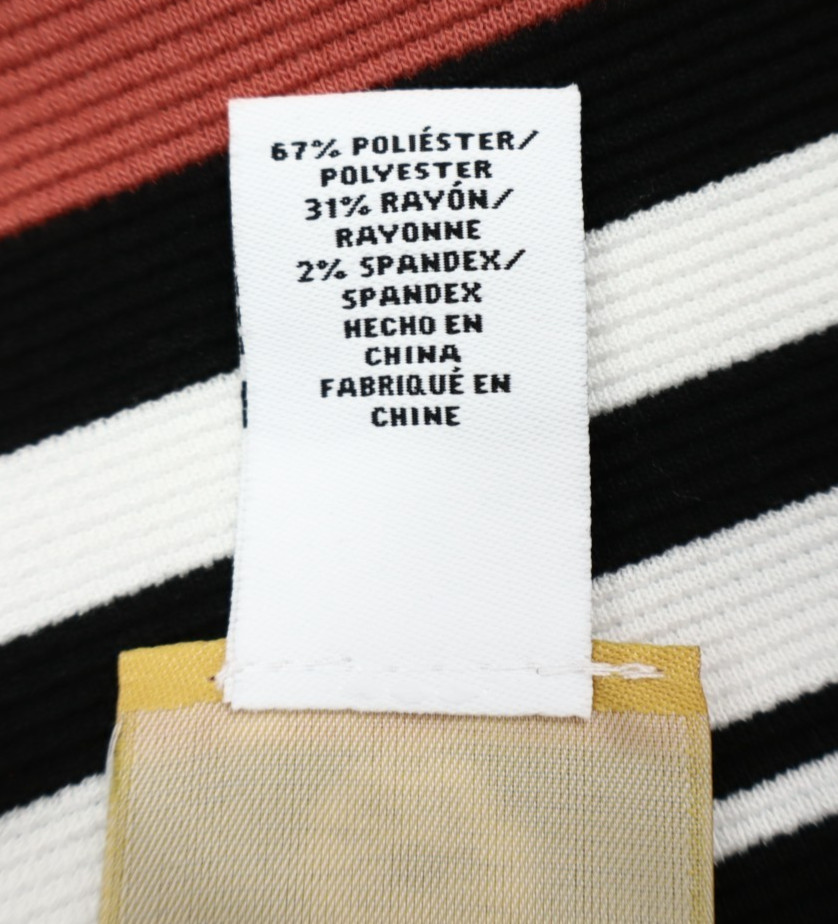 67% POLIÉSTER/
POLYESTER
31% RAYÓN/
RAYONNE
2% SPANDEX/
SPANDEX
HECHO EN
CHINA
FABRIQUÉ EN
CHINE